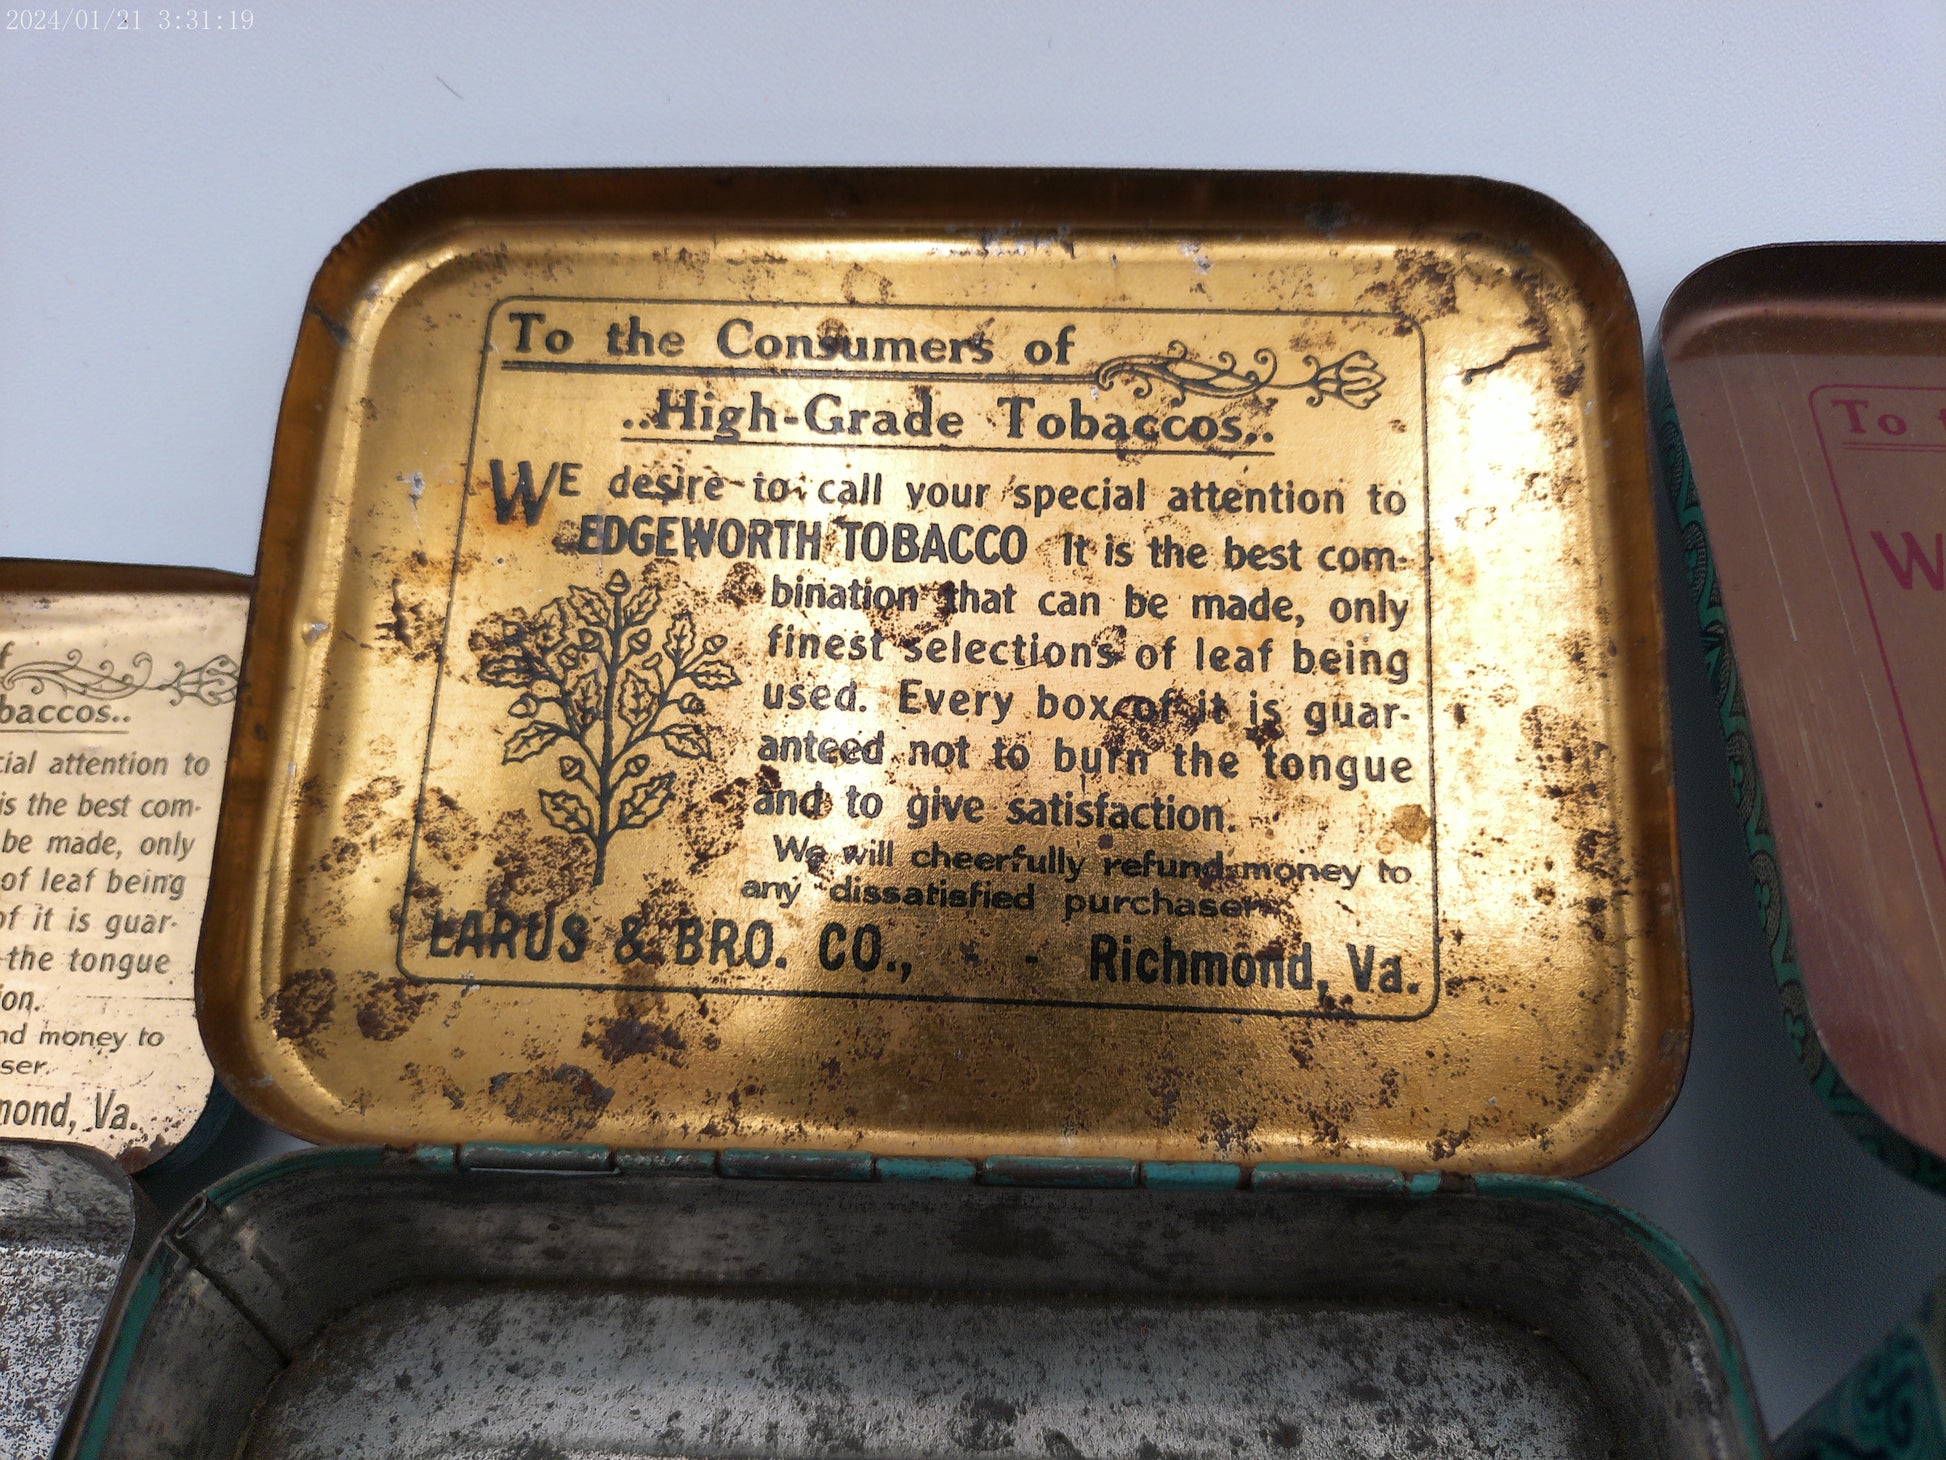 2024/01/21 3:31:19
To the Consumers of
..High-Grade Tobaccos..
WE desire to call your special attention to
EDGEWORTH TOBACCO It is the best com-
bination that can be made, only
finest selections of leaf being
used. Every box of it is guar-
anteed not to burn the tongue
and to give satisfaction.
We will cheerfully refund money to
any dissatisfied purchaser.
LARUS & BRO. CO., - - Richmond, Va.
baccos..
cial attention to
is the best com-
be made, only
of leaf being
of it is guar-
the tongue
ion.
nd money to
ser.
mond, Va.
To t
W